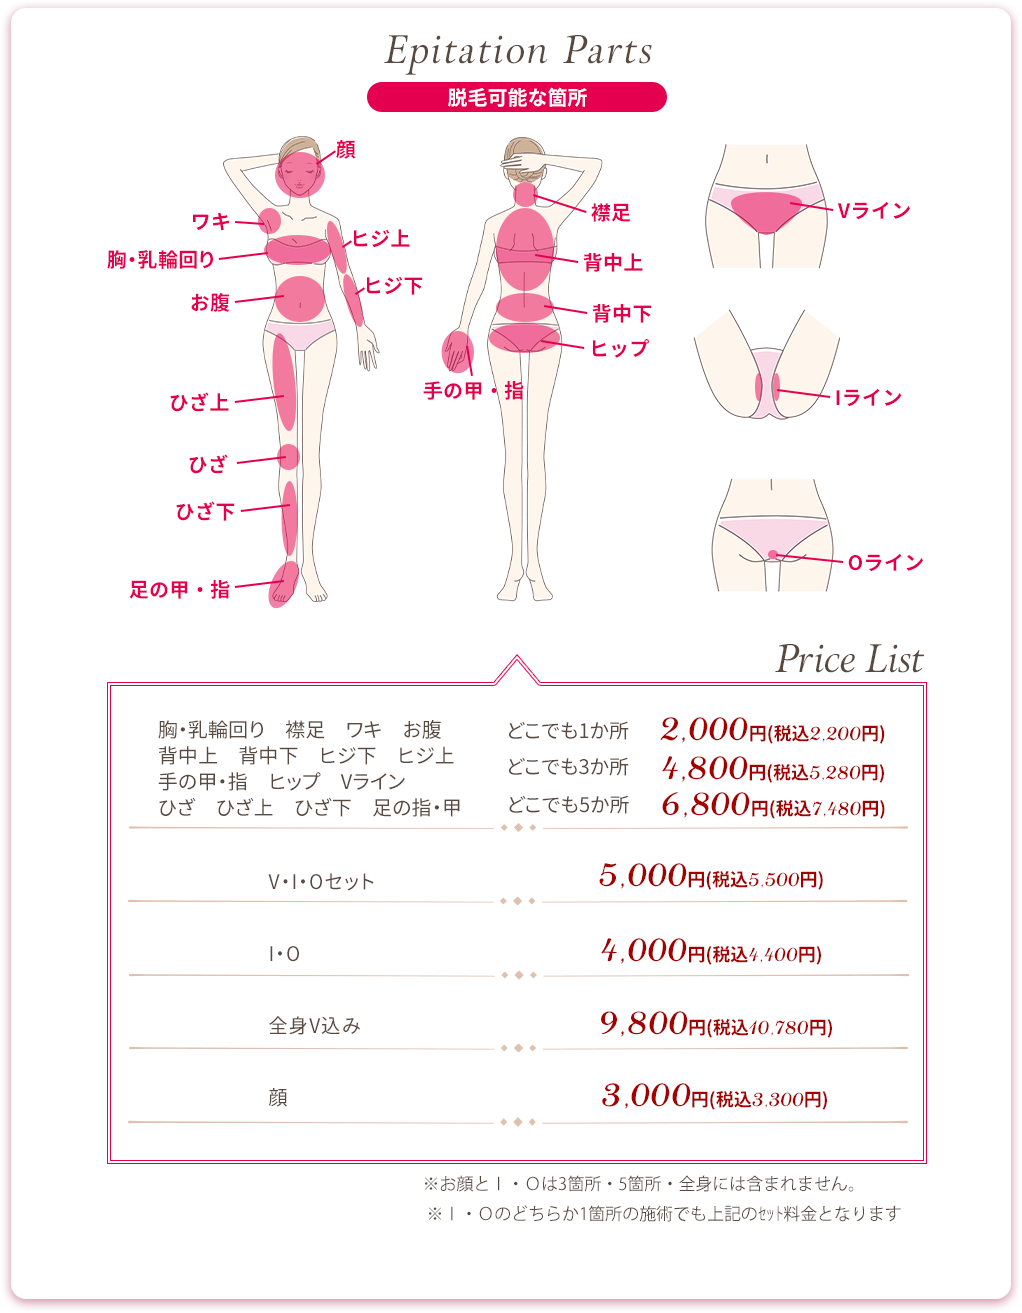 Epitation Parts
脱毛可能な箇所
顔
ワキ
ヒジ上
胸・乳輪回り
ヒジ下
お腹
ひざ上
ひざ
ひざ下
足の甲・指
襟足
背中上
背中下
ヒップ
手の甲・指
Vライン
Iライン
Oライン
Price List
胸・乳輪回り 襟足 ワキ お腹
背中上 背中下 ヒジ下 ヒジ上
手の甲・指 ヒップ Vライン
ひざ ひざ上 ひざ下 足の指・甲
どこでも1か所 2,000円(税込2,200円)
どこでも3か所 4,800円(税込5,280円)
どこでも5か所 6,800円(税込7,480円)
V・I・Oセット 5,000円(税込5,500円)
I・O 4,000円(税込4,400円)
全身V込み 9,800円(税込10,780円)
顔 3,000円(税込3,300円)
※お顔とⅠ・Oは3箇所・5箇所・全身には含まれません。
※Ⅰ・Oのどちらか1箇所の施術でも上記のｾｯﾄ料金となります